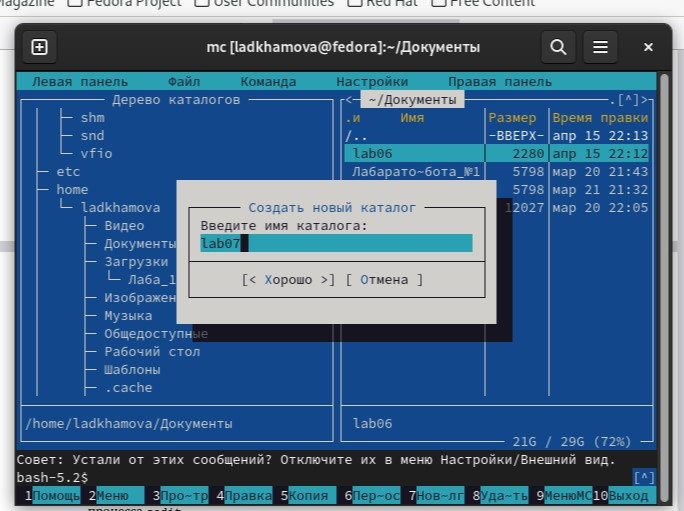 Magazine Fedora Project User Communities Red Hat Free Content
mc [ladkhamova@fedora]:~/Документы
Левая панель Файл Команда Настройки Правая панель
Дерево каталогов
<─ ~/Документы ─.[^]>
.и Имя Размер Время правки
shm
/.. -ВВЕРХ- апр 15 22:13
snd
lab06 2280 апр 15 22:12
vfio
Лабарато~бота_№1 5798 мар 20 21:43
etc
5798 мар 21 21:32
home
12027 мар 20 22:05
ladkhamova
Видео
Документы
Загрузки
Лаба_1
Изображен
Музыка
Общедоступные
Рабочий стол
Шаблоны
.cache
Создать новый каталог
Введите имя каталога:
lab07
[< Хорошо >] [ Отмена ]
/home/ladkhamova/Документы
lab06
21G / 29G (72%)
Совет: Устали от этих сообщений? Отключите их в меню Настройки/Внешний вид.
bash-5.2$ [^]
1Помощь 2Меню 3Про~тр 4Правка 5Копия 6Пер~ос 7Нов~лг 8Уда~ть 9МенюМС 10Выход